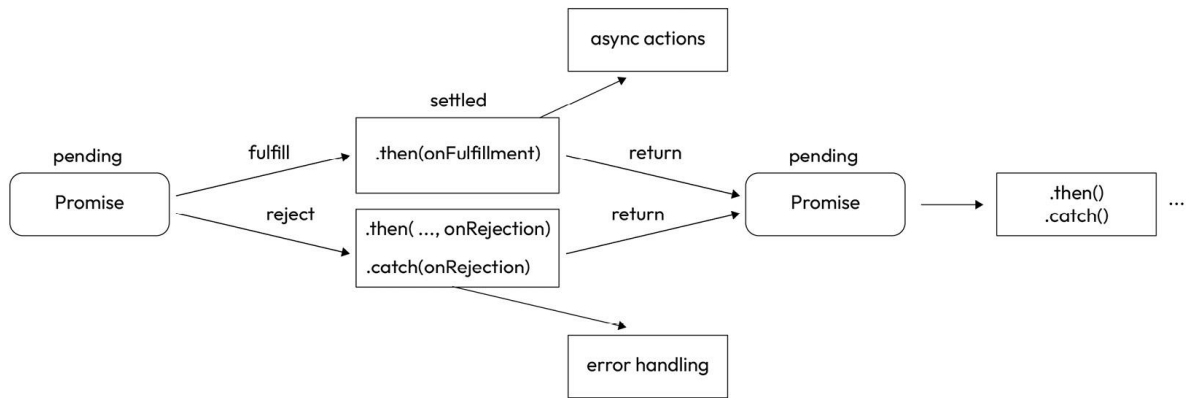 async actions
settled
.then(onFulfillment)
pending
fulfill
return
pending
Promise
Promise
.then()
.catch()
...
reject
return
.then( ..., onRejection)
.catch(onRejection)
error handling